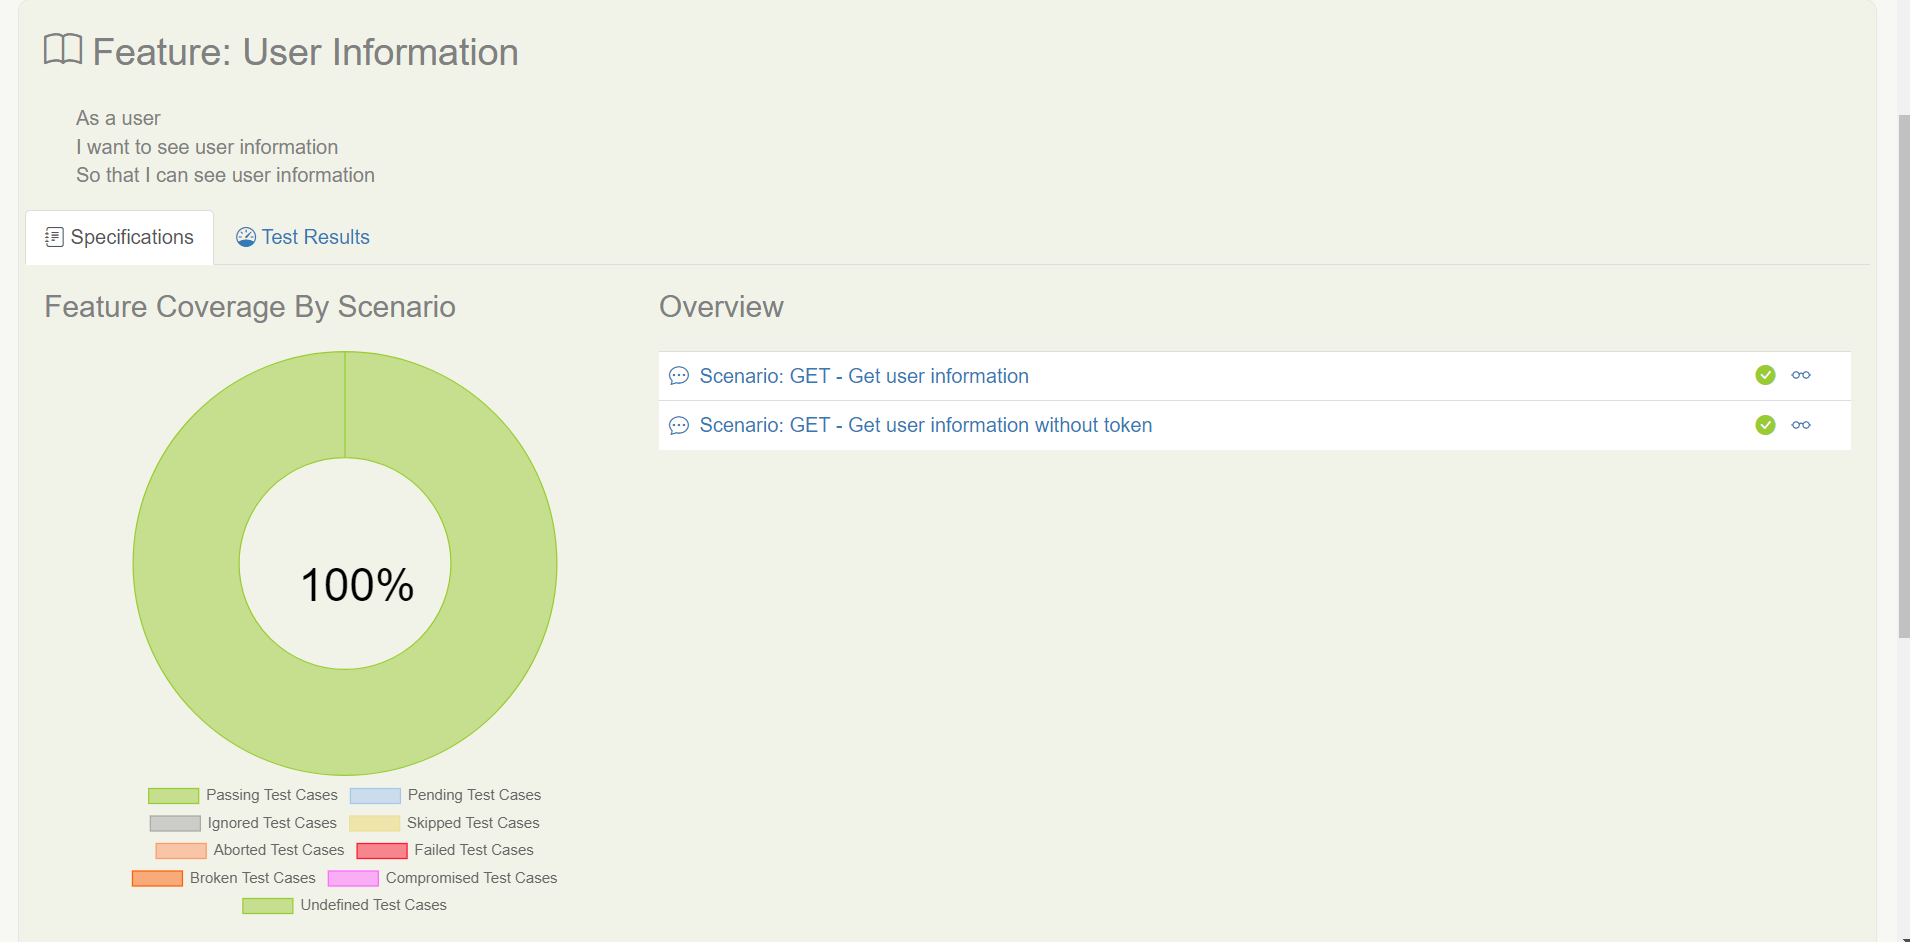 Feature: User Information
As a user
I want to see user information
So that I can see user information
Specifications
Test Results
Feature Coverage By Scenario
100%
Passing Test Cases
Pending Test Cases
Ignored Test Cases
Skipped Test Cases
Aborted Test Cases
Failed Test Cases
Broken Test Cases
Compromised Test Cases
Undefined Test Cases
Overview
Scenario: GET - Get user information
Scenario: GET - Get user information without token